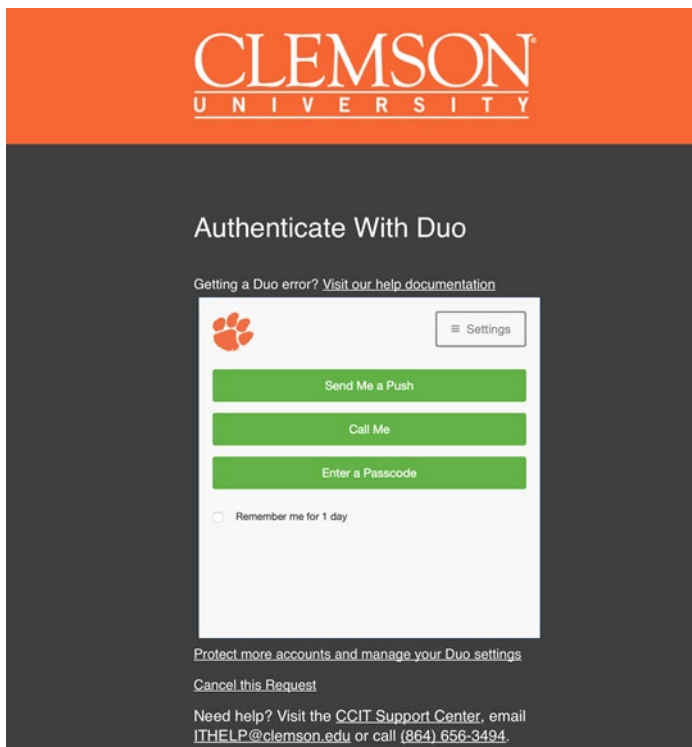 CLEMSON®
UNIVERSITY
Authenticate With Duo
Getting a Duo error? Visit our help documentation
≡ Settings
Send Me a Push
Call Me
Enter a Passcode
Remember me for 1 day
Protect more accounts and manage your Duo settings
Cancel this Request
Need help? Visit the CCIT Support Center, email
ITHELP@clemson.edu or call (864) 656-3494.